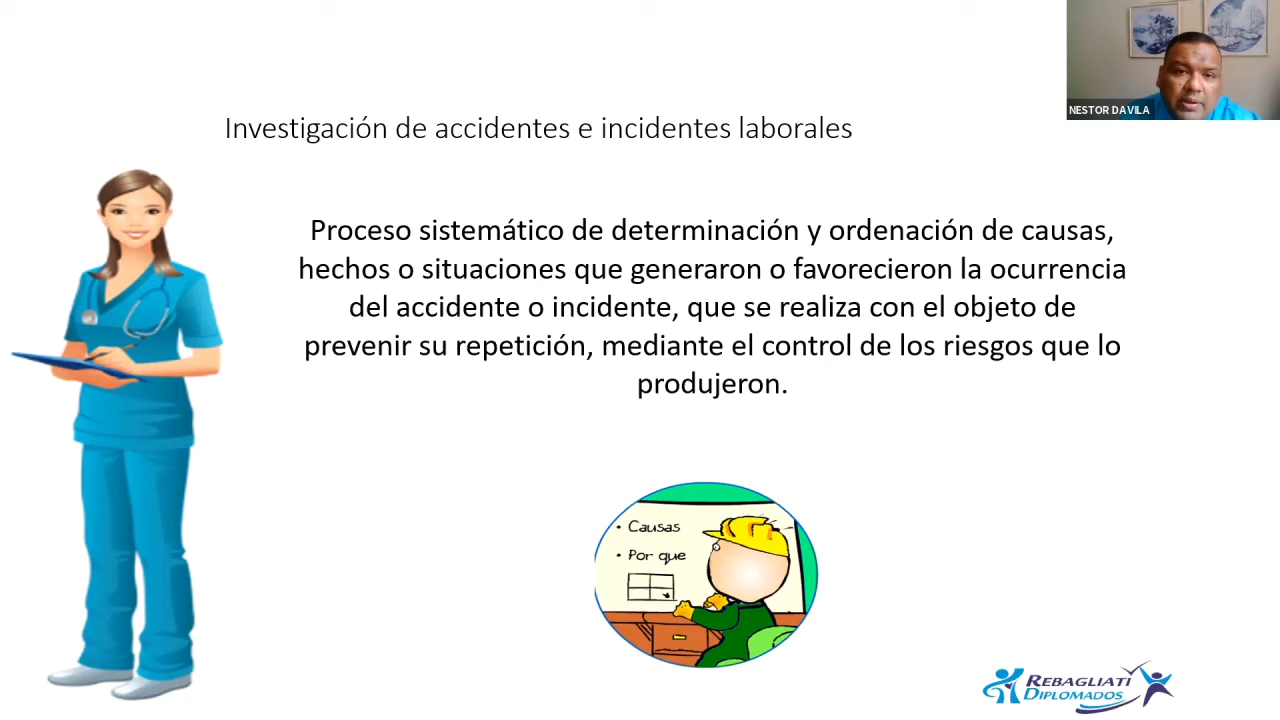 NESTOR DAVILA
Investigación de accidentes e incidentes laborales
Proceso sistemático de determinación y ordenación de causas,
hechos o situaciones que generaron o favorecieron la ocurrencia
del accidente o incidente, que se realiza con el objeto de
prevenir su repetición, mediante el control de los riesgos que lo
produjeron.
• Causas
• Por que
REBAGLIATI
DIPLOMADOS